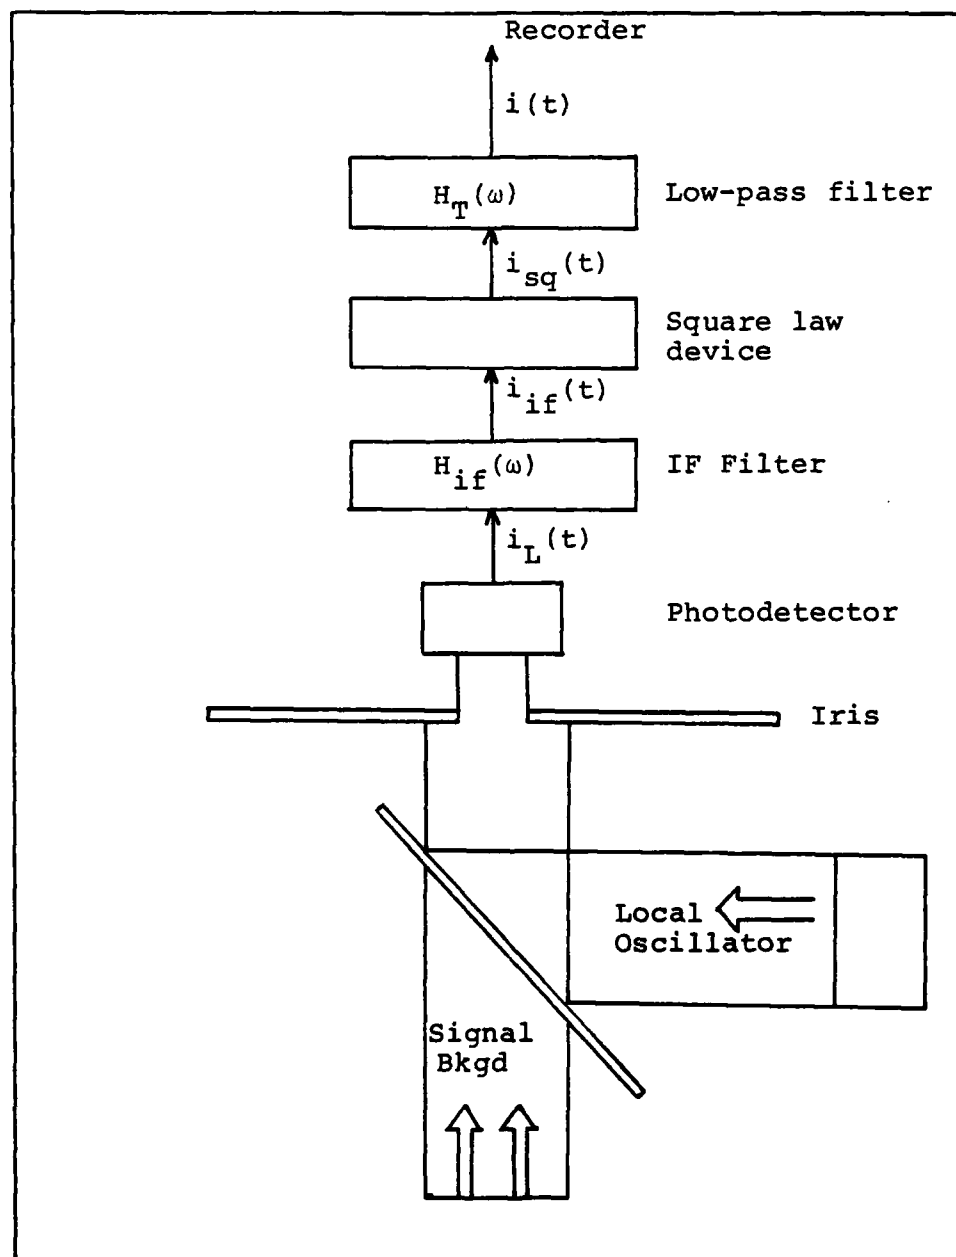 Recorder
i(t)
H_T(ω)
Low-pass filter
i_sq(t)
Square law
device
i_if(t)
H_if(ω)
IF Filter
i_L(t)
Photodetector
Iris
Local
Oscillator
Signal
Bkgd